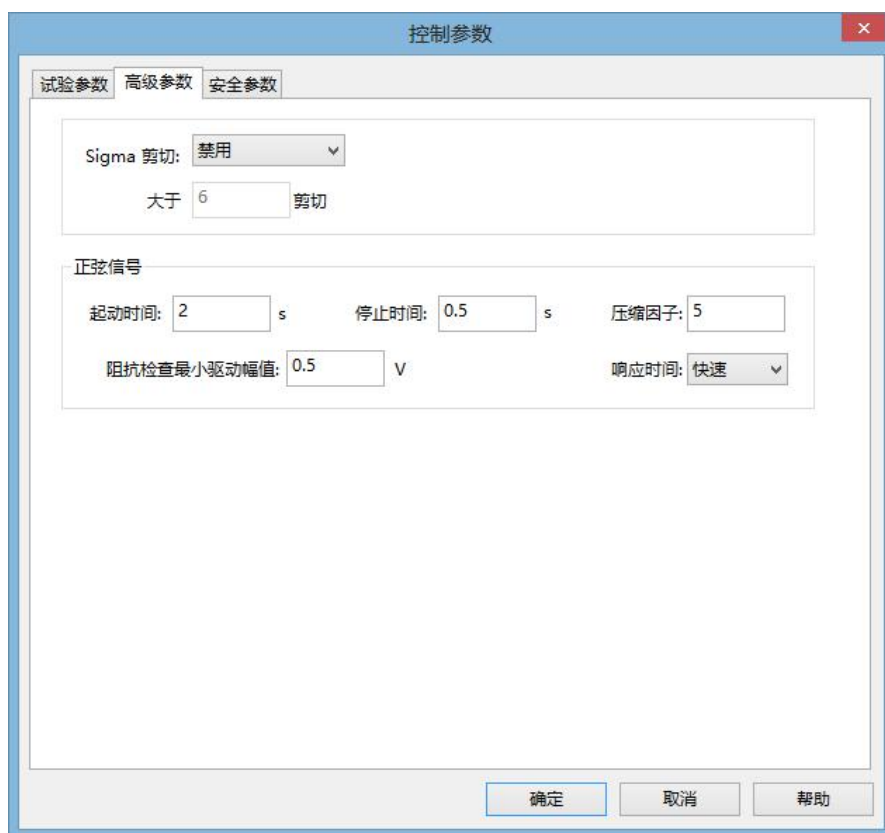 控制参数
试验参数 高级参数 安全参数
Sigma 剪切: 禁用
大于 6 剪切
正弦信号
起动时间: 2 s 停止时间: 0.5 s 压缩因子: 5
阻抗检查最小驱动幅值: 0.5 V 响应时间: 快速
确定 取消 帮助